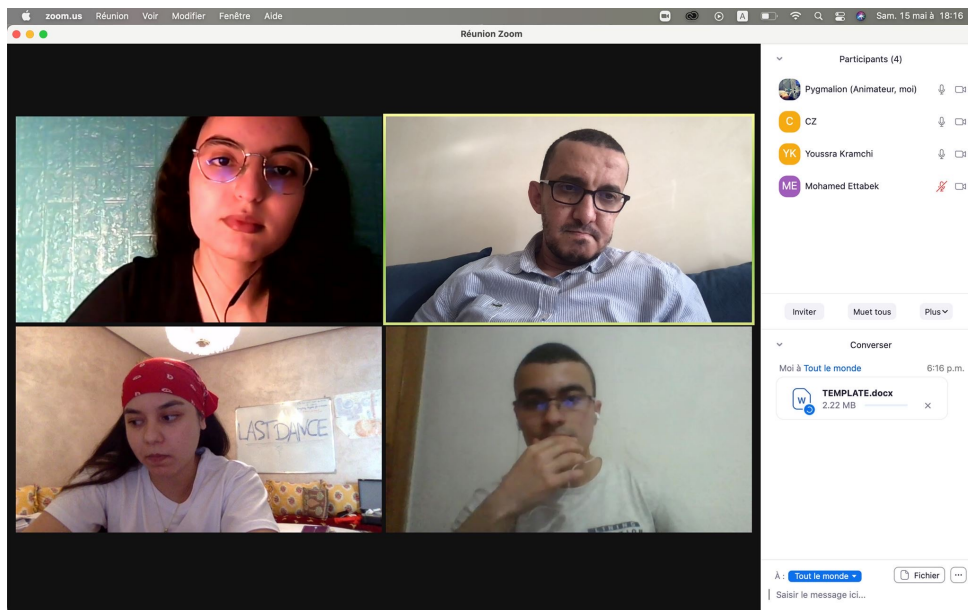 zoom.us Réunion Voir Modifier Fenêtre Aide
A
Sam. 15 mai à 18:16
Réunion Zoom
LAST DANCE
LINING
Participants (4)
Pygmalion (Animateur, moi)
C CZ
YK Youssra Kramchi
ME Mohamed Ettabek
Inviter Muet tous Plus
Converser
Moi à Tout le monde 6:16 p.m.
W TEMPLATE.docx
2.22 MB
À : Tout le monde Fichier ...
Saisir le message ici...